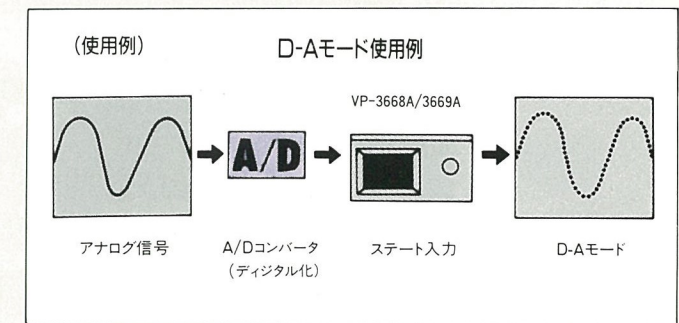 (使用例)
D-Aモード使用例
VP-3668A/3669A
A/D
アナログ信号
A/Dコンバータ
(ディジタル化)
ステート入力
D-Aモード